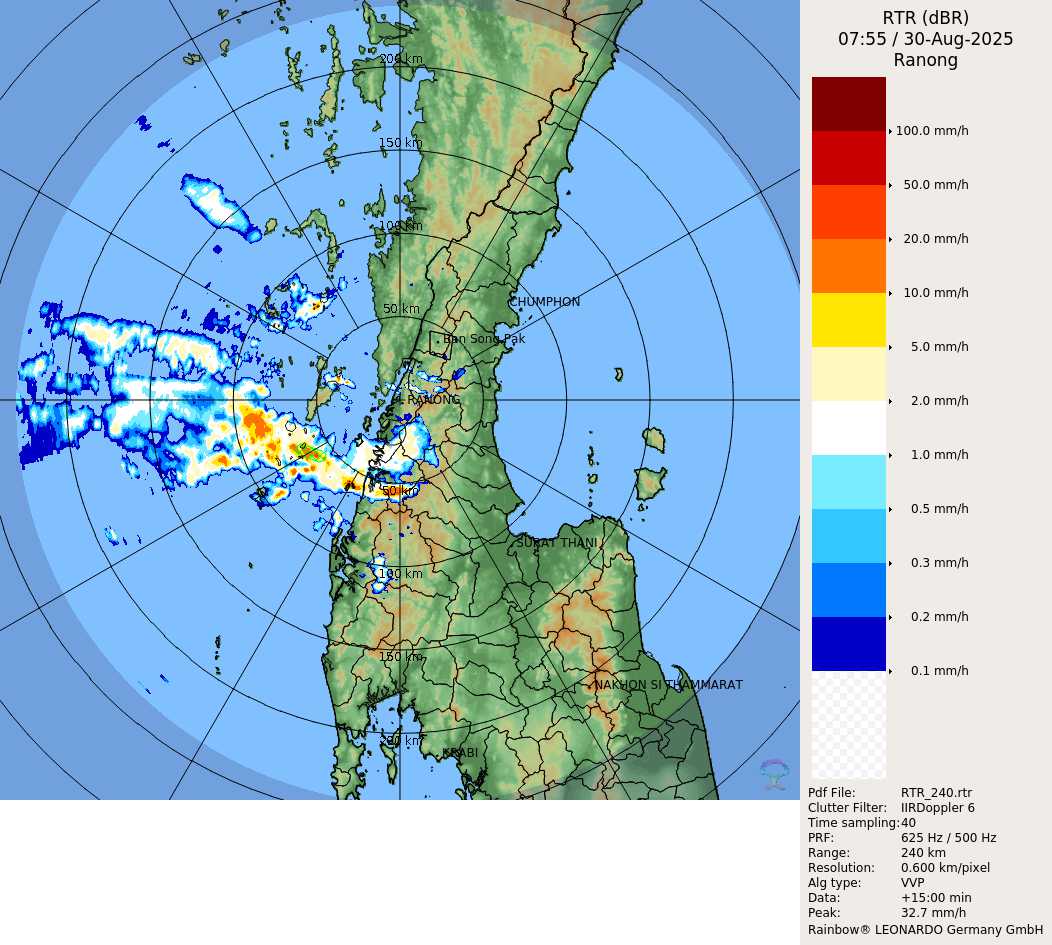 RTR (dBR)
07:55 / 30-Aug-2025
Ranong
200 km
150 km
100 km
50 km
CHUMPHON
Ban Song Pak
RANONG
50 km
SURAT THANI
100 km
150 km
NAKHON SI THAMMARAT
200 km
KRABI
100.0 mm/h
50.0 mm/h
20.0 mm/h
10.0 mm/h
5.0 mm/h
2.0 mm/h
1.0 mm/h
0.5 mm/h
0.3 mm/h
0.2 mm/h
0.1 mm/h
Pdf File: RTR_240.rtr
Clutter Filter: IIRDoppler 6
Time sampling:40
PRF: 625 Hz / 500 Hz
Range: 240 km
Resolution: 0.600 km/pixel
Alg type: VVP
Data: +15:00 min
Peak: 32.7 mm/h
Rainbow® LEONARDO Germany GmbH